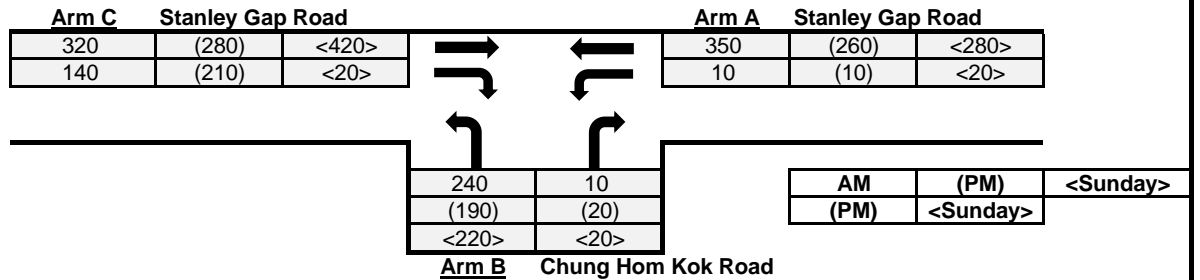 Arm C Stanley Gap Road Arm A Stanley Gap Road
320 (280) <420> 350 (260) <280>
140 (210) <20> 10 (10) <20>
240 10 AM (PM) <Sunday>
(190) (20) (PM) <Sunday>
<220> <20>
Arm B Chung Hom Kok Road